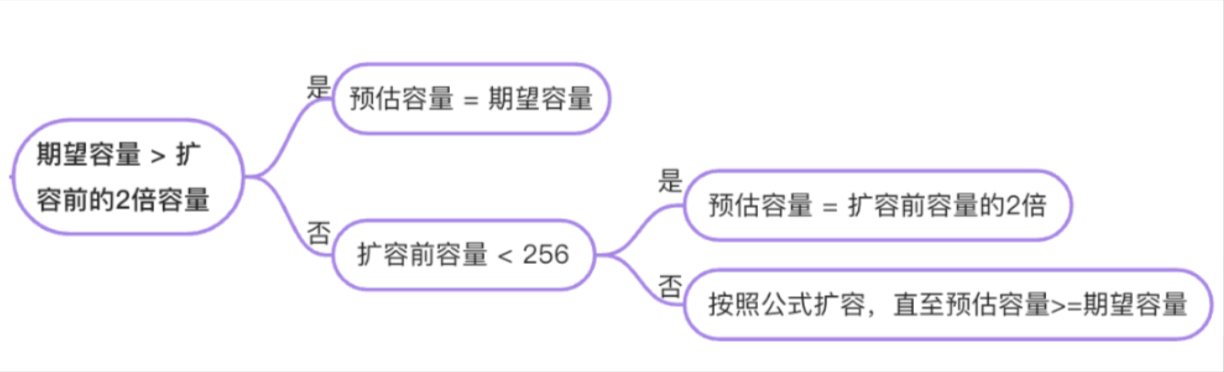 是
预估容量 = 期望容量
期望容量 > 扩
容前的2倍容量
是
预估容量 = 扩容前容量的2倍
否
扩容前容量 < 256
否
按照公式扩容，直至预估容量>=期望容量